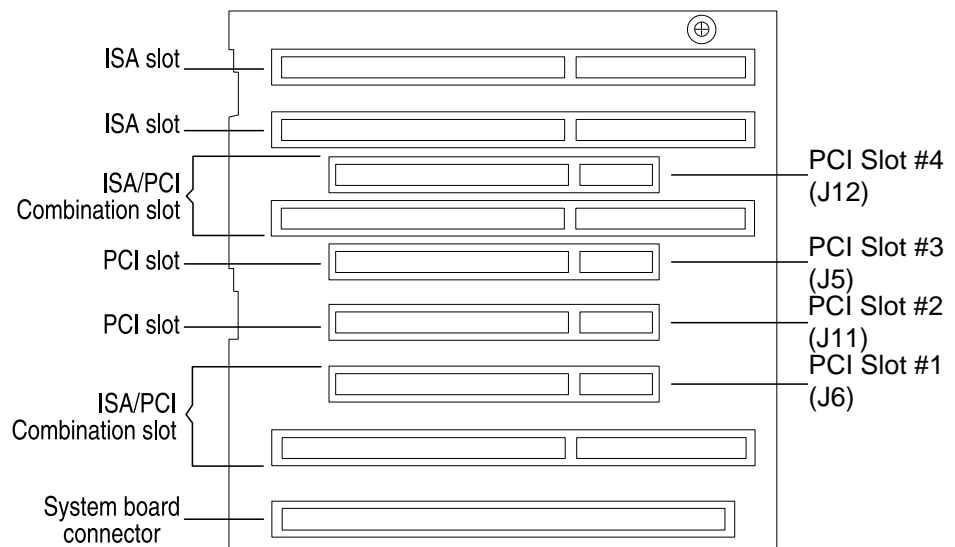 ISA slot
ISA slot
ISA/PCI
Combination slot
PCI slot
PCI slot
ISA/PCI
Combination slot
System board
connector
PCI Slot #4
(J12)
PCI Slot #3
(J5)
PCI Slot #2
(J11)
PCI Slot #1
(J6)